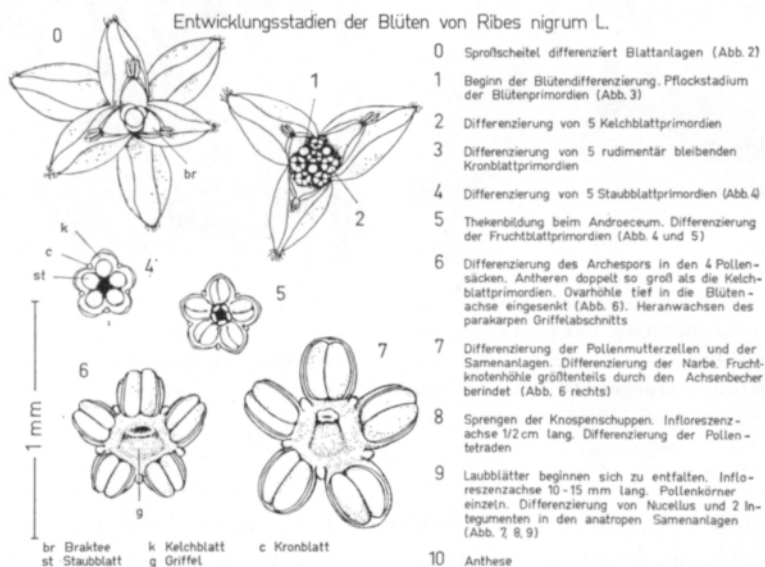 Entwicklungsstadien der Blüten von Ribes nigrum L.
0
1
br
2
k
c
st
4
5
6
7
1 mm
g
br Braktee k Kelchblatt c Kronblatt
st Staubblatt g Griffel
0 Sproßscheitel differenziert Blattanlagen (Abb. 2)
1 Beginn der Blütendifferenzierung. Pflockstadium
der Blütenprimordien (Abb. 3)
2 Differenzierung von 5 Kelchblattprimordien
3 Differenzierung von 5 rudimentär bleibenden
Kronblattprimordien
4 Differenzierung von 5 Staubblattprimordien (Abb. 4)
5 Thekenbildung beim Androeceum. Differenzierung
der Fruchtblattprimordien (Abb. 4 und 5)
6 Differenzierung des Archespors in den 4 Pollen-
säcken. Antheren doppelt so groß als die Kelch-
blattprimordien. Ovarhöhle tief in die Blüten-
achse eingesenkt (Abb. 6). Heranwachsen des
parakarpen Griffelabschnitts
7 Differenzierung der Pollenmutterzellen und der
Samenanlagen. Differenzierung der Narbe. Frucht-
knotenhöhle größtenteils durch den Achsenbecher
berindet (Abb. 6 rechts)
8 Sprengen der Knospenschuppen. Infloreszenz-
achse 1/2 cm lang. Differenzierung der Pollen-
tetraden
9 Laubblätter beginnen sich zu entfalten. Inflo-
reszenzachse 10-15 mm lang. Pollenkörner
einzeln. Differenzierung von Nucellus und 2 In-
tegumenten in den anatropen Samenanlagen
(Abb. 7, 8, 9)
10 Anthese